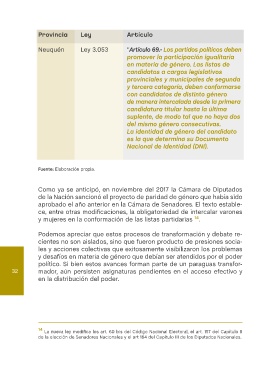 Provincia Ley Artículo
Neuquén Ley 3.053 "Artículo 69.- Los partidos políticos deben
promover la participación igualitaria
en materia de género. Las listas de
candidatos a cargos legislativos
provinciales y municipales de segunda
y tercera categoría, deben conformarse
con candidatos de distinto género
de manera intercalada desde la primera
candidatura titular hasta la última
suplente, de modo tal que no haya dos
del mismo género consecutivos.
La identidad de género del candidato
es la que determina su Documento
Nacional de Identidad (DNI).
Fuente: Elaboración propia.
Como ya se anticipó, en noviembre del 2017 la Cámara de Diputados
de la Nación sancionó el proyecto de paridad de género que había sido
aprobado el año anterior en la Cámara de Senadores. El texto estable-
ce, entre otras modificaciones, la obligatoriedad de intercalar varones
y mujeres en la conformación de las listas partidarias 14.
Podemos apreciar que estos procesos de transformación y debate re-
cientes no son aislados, sino que fueron producto de presiones socia-
les y acciones colectivas que exitosamente visibilizaron los problemas
y desafíos en materia de género que debían ser atendidos por el poder
político. Si bien estos avances forman parte de un paraguas transfor-
mador, aún persisten asignaturas pendientes en el acceso efectivo y
en la distribución del poder.
32
La nueva ley modifica los art. 60 bis del Código Nacional Electoral, el art. 157 del Capítulo II
de la elección de Senadores Nacionales y el art 164 del Capítulo III de los Diputados Nacionales.